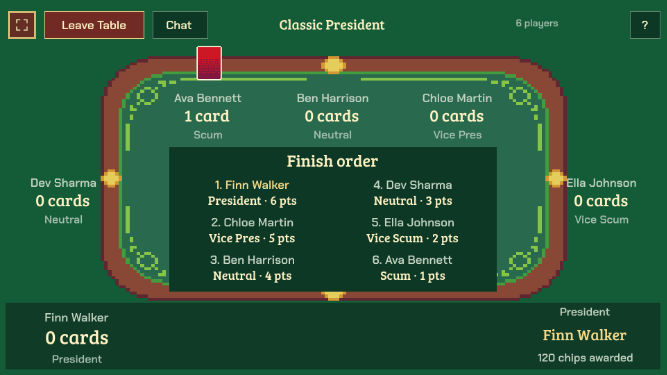 Leave Table
Chat
Classic President
6 players
?
Ava Bennett
1 card
Scum
Ben Harrison
0 cards
Neutral
Chloe Martin
0 cards
Vice Pres
Dev Sharma
0 cards
Neutral
Finish order
1. Finn Walker
President · 6 pts
2. Chloe Martin
Vice Pres · 5 pts
3. Ben Harrison
Neutral · 4 pts
4. Dev Sharma
Neutral · 3 pts
5. Ella Johnson
Vice Scum · 2 pts
6. Ava Bennett
Scum · 1 pts
Ella Johnson
0 cards
Vice Scum
Finn Walker
0 cards
President
President
Finn Walker
120 chips awarded